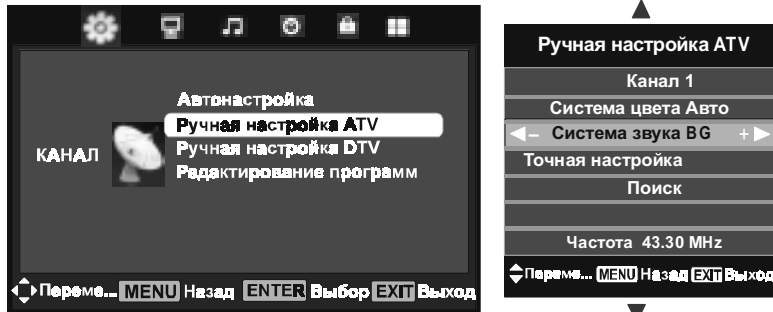 Автонастройка
Ручная настройка ATV
Ручная настройка DTV
Редактирование программ
КАНАЛ
Переме... MENU Назад ENTER Выбор EXIT Выход
Ручная настройка ATV
Канал 1
Система цвета Авто
– Система звука BG +
Точная настройка
Поиск
Частота 43.30 MHz
Переме... MENU Назад EXIT Выход